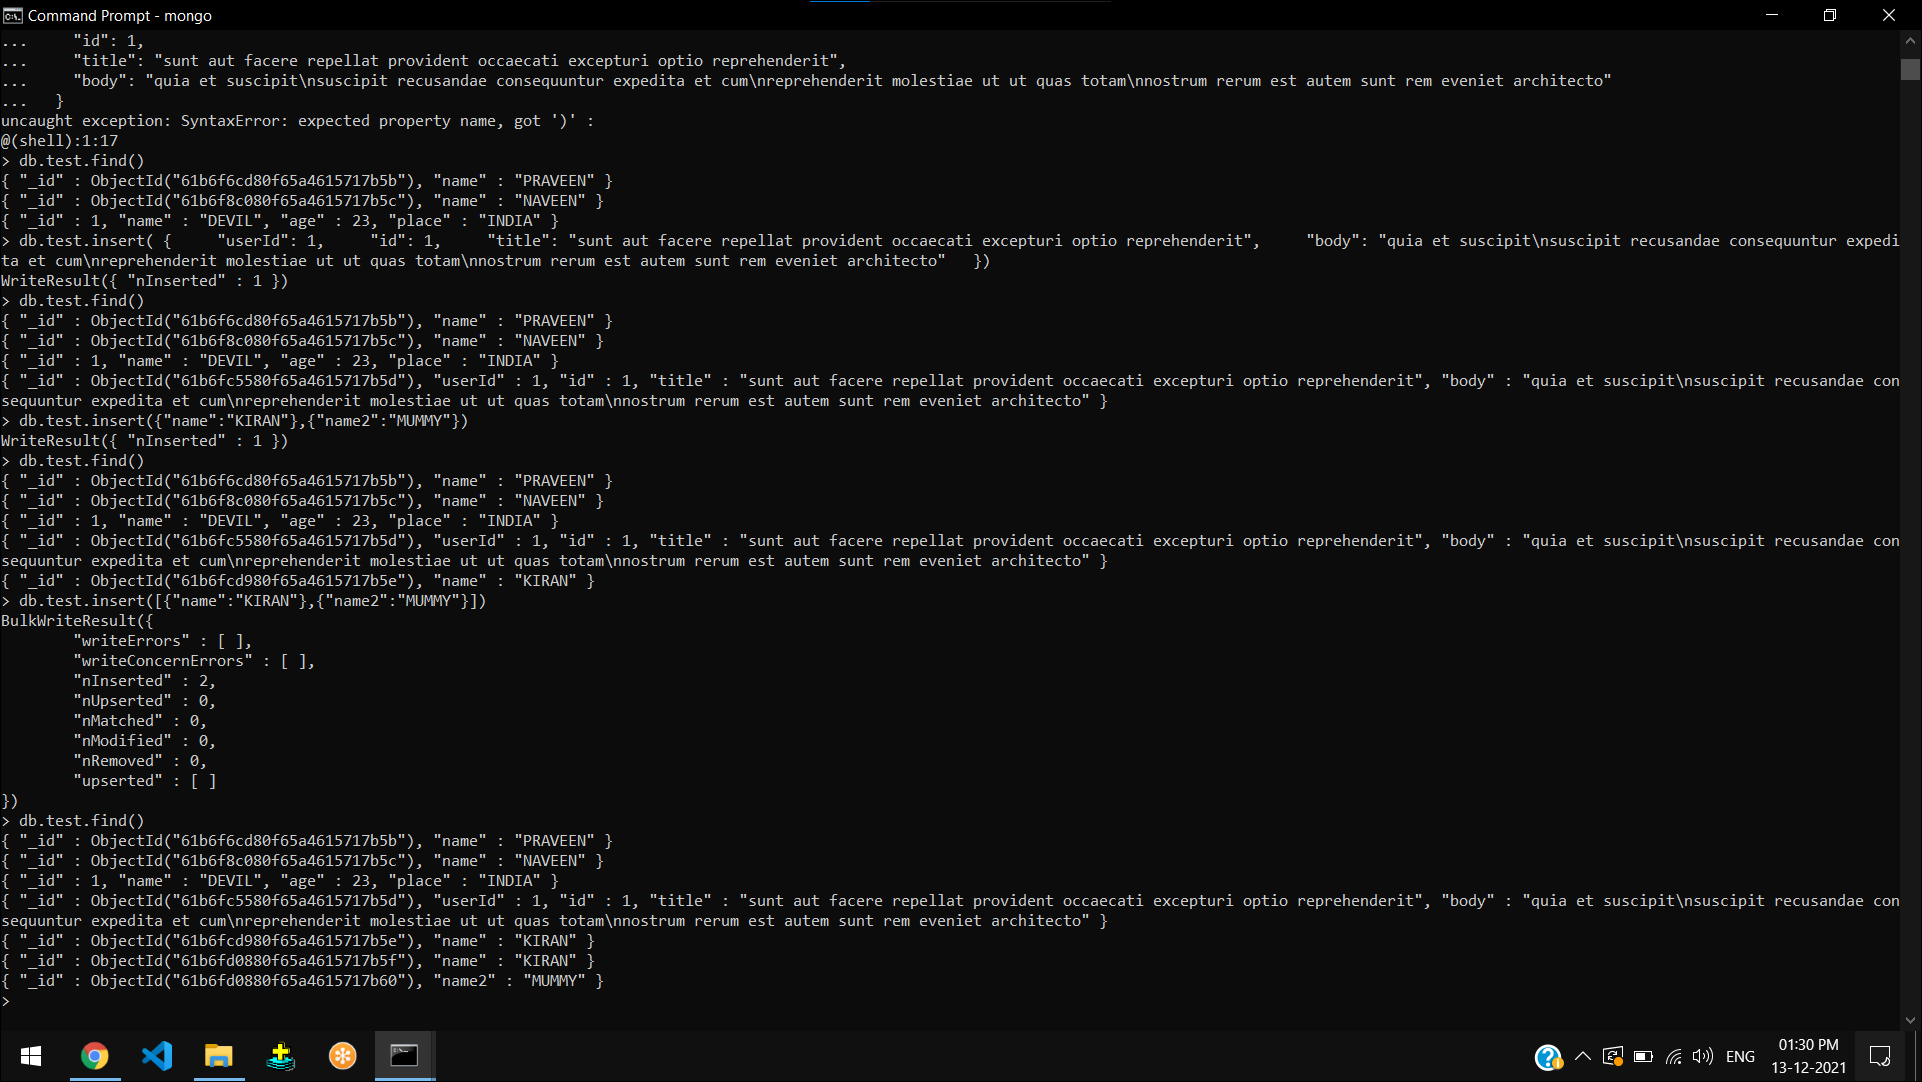 Command Prompt - mongo
...     "id": 1,
...     "title": "sunt aut facere repellat provident occaecati excepturi optio reprehenderit",
...     "body": "quia et suscipit\nsuscipit recusandae consequuntur expedita et cum\nreprehenderit molestiae ut ut quas totam\nnostrum rerum est autem sunt rem eveniet architecto"
...   }
uncaught exception: SyntaxError: expected property name, got ')' :
@(shell):1:17
> db.test.find()
{ "_id" : ObjectId("61b6f6cd80f65a4615717b5b"), "name" : "PRAVEEN" }
{ "_id" : ObjectId("61b6f8c080f65a4615717b5c"), "name" : "NAVEEN" }
{ "_id" : 1, "name" : "DEVIL", "age" : 23, "place" : "INDIA" }
> db.test.insert( {     "userId": 1,     "id": 1,     "title": "sunt aut facere repellat provident occaecati excepturi optio reprehenderit",     "body": "quia et suscipit\nsuscipit recusandae consequuntur expedi
ta et cum\nreprehenderit molestiae ut ut quas totam\nnostrum rerum est autem sunt rem eveniet architecto"   })
WriteResult({ "nInserted" : 1 })
> db.test.find()
{ "_id" : ObjectId("61b6f6cd80f65a4615717b5b"), "name" : "PRAVEEN" }
{ "_id" : ObjectId("61b6f8c080f65a4615717b5c"), "name" : "NAVEEN" }
{ "_id" : 1, "name" : "DEVIL", "age" : 23, "place" : "INDIA" }
{ "_id" : ObjectId("61b6fc5580f65a4615717b5d"), "userId" : 1, "id" : 1, "title" : "sunt aut facere repellat provident occaecati excepturi optio reprehenderit", "body" : "quia et suscipit\nsuscipit recusandae con
sequuntur expedita et cum\nreprehenderit molestiae ut ut quas totam\nnostrum rerum est autem sunt rem eveniet architecto" }
> db.test.insert({"name":"KIRAN"},{"name2":"MUMMY"})
WriteResult({ "nInserted" : 1 })
> db.test.find()
{ "_id" : ObjectId("61b6f6cd80f65a4615717b5b"), "name" : "PRAVEEN" }
{ "_id" : ObjectId("61b6f8c080f65a4615717b5c"), "name" : "NAVEEN" }
{ "_id" : 1, "name" : "DEVIL", "age" : 23, "place" : "INDIA" }
{ "_id" : ObjectId("61b6fc5580f65a4615717b5d"), "userId" : 1, "id" : 1, "title" : "sunt aut facere repellat provident occaecati excepturi optio reprehenderit", "body" : "quia et suscipit\nsuscipit recusandae con
sequuntur expedita et cum\nreprehenderit molestiae ut ut quas totam\nnostrum rerum est autem sunt rem eveniet architecto" }
{ "_id" : ObjectId("61b6fcd980f65a4615717b5e"), "name" : "KIRAN" }
> db.test.insert([{"name":"KIRAN"},{"name2":"MUMMY"}])
BulkWriteResult({
        "writeErrors" : [ ],
        "writeConcernErrors" : [ ],
        "nInserted" : 2,
        "nUpserted" : 0,
        "nMatched" : 0,
        "nModified" : 0,
        "nRemoved" : 0,
        "upserted" : [ ]
})
> db.test.find()
{ "_id" : ObjectId("61b6f6cd80f65a4615717b5b"), "name" : "PRAVEEN" }
{ "_id" : ObjectId("61b6f8c080f65a4615717b5c"), "name" : "NAVEEN" }
{ "_id" : 1, "name" : "DEVIL", "age" : 23, "place" : "INDIA" }
{ "_id" : ObjectId("61b6fc5580f65a4615717b5d"), "userId" : 1, "id" : 1, "title" : "sunt aut facere repellat provident occaecati excepturi optio reprehenderit", "body" : "quia et suscipit\nsuscipit recusandae con
sequuntur expedita et cum\nreprehenderit molestiae ut ut quas totam\nnostrum rerum est autem sunt rem eveniet architecto" }
{ "_id" : ObjectId("61b6fcd980f65a4615717b5e"), "name" : "KIRAN" }
{ "_id" : ObjectId("61b6fd0880f65a4615717b5f"), "name" : "KIRAN" }
{ "_id" : ObjectId("61b6fd0880f65a4615717b60"), "name2" : "MUMMY" }
>
ENG
01:30 PM
13-12-2021